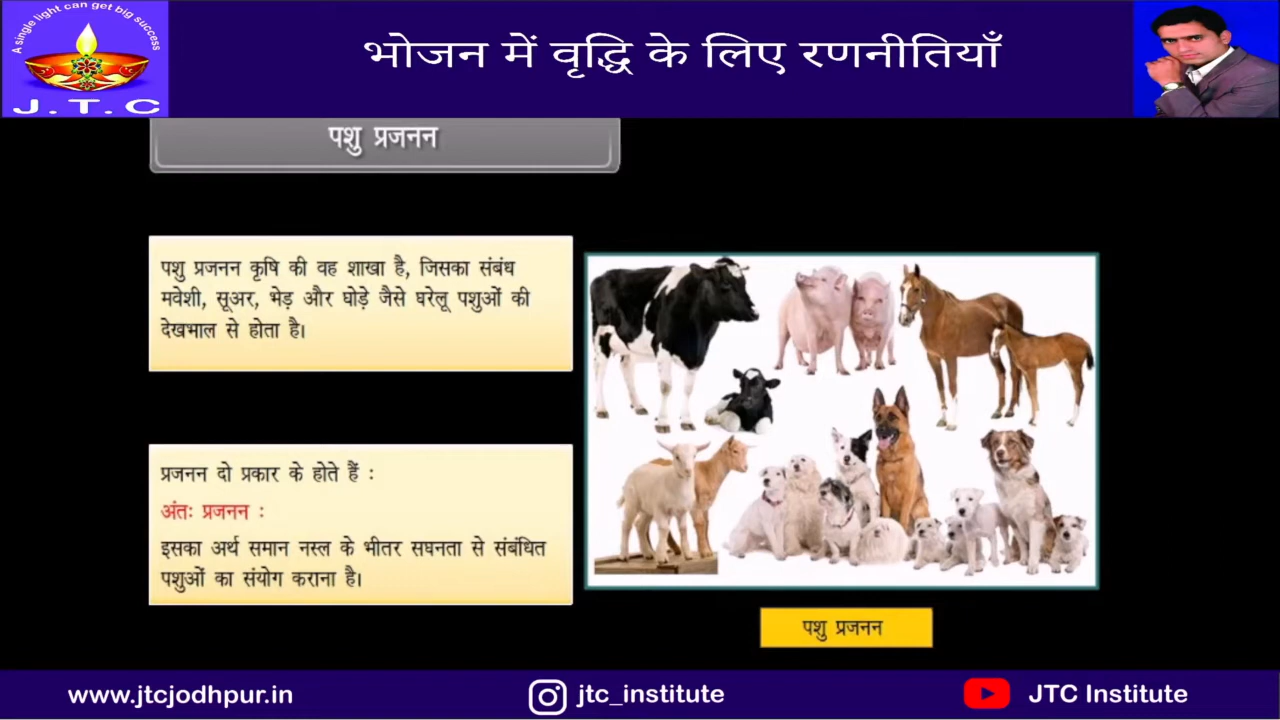 A single light can get big success
J.T.C
भोजन में वृद्धि के लिए रणनीतियाँ
पशु प्रजनन
पशु प्रजनन कृषि की वह शाखा है, जिसका संबंध
मवेशी, सूअर, भेड़ और घोड़े जैसे घरेलू पशुओं की
देखभाल से होता है।
प्रजनन दो प्रकार के होते हैं :
अंतः प्रजनन :
इसका अर्थ समान नस्ल के भीतर सघनता से संबंधित
पशुओं का संयोग कराना है।
पशु प्रजनन
www.jtcjodhpur.in
jtc_institute
JTC Institute